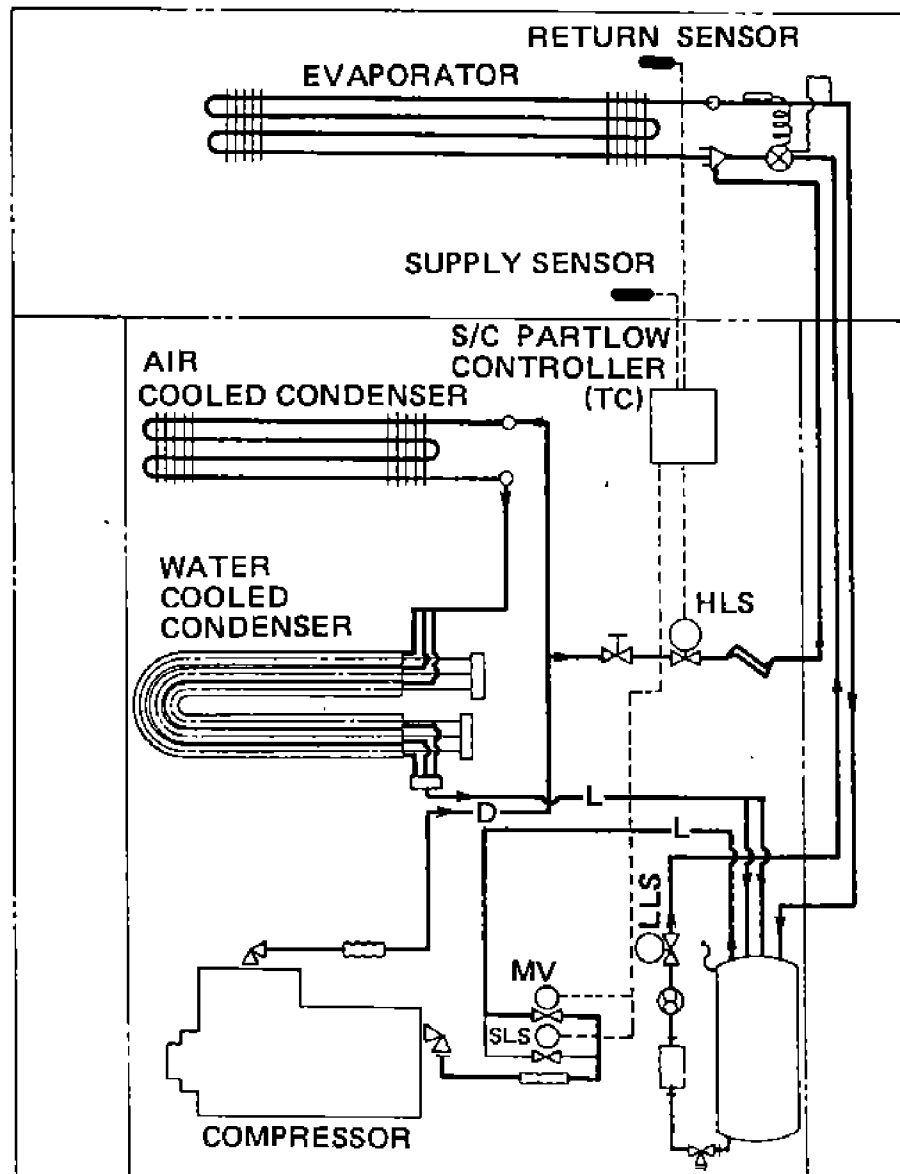 RETURN SENSOR
EVAPORATOR
SUPPLY SENSOR
S/C PARTLOW
CONTROLLER
(TC)
AIR
COOLED CONDENSER
WATER
COOLED
CONDENSER
HLS
L
D
L
LLS
MV
SLS
COMPRESSOR